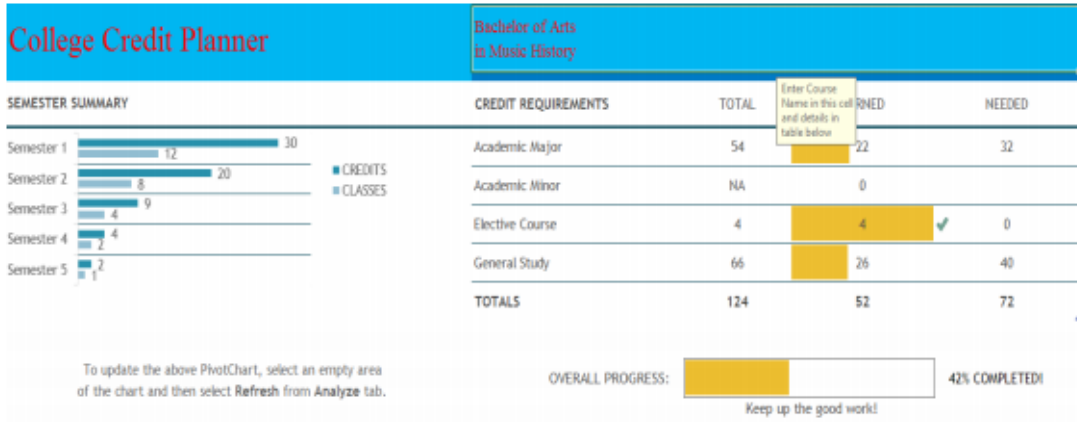 College Credit Planner
Bachelor of Arts
in Music History
SEMESTER SUMMARY
Semester 1 30
12
Semester 2 20
8
Semester 3 9
4
Semester 4 4
2
Semester 5 2
1
CREDITS
CLASSES
To update the above PivotChart, select an empty area
of the chart and then select Refresh from Analyze tab.
CREDIT REQUIREMENTS TOTAL RNED NEEDED
Enter Course
Name in this cell
and details in
table below
Academic Major 54 22 32
Academic Minor NA 0
Elective Course 4 4 ✔ 0
General Study 66 26 40
TOTALS 124 52 72
OVERALL PROGRESS: 42% COMPLETED!
Keep up the good work!